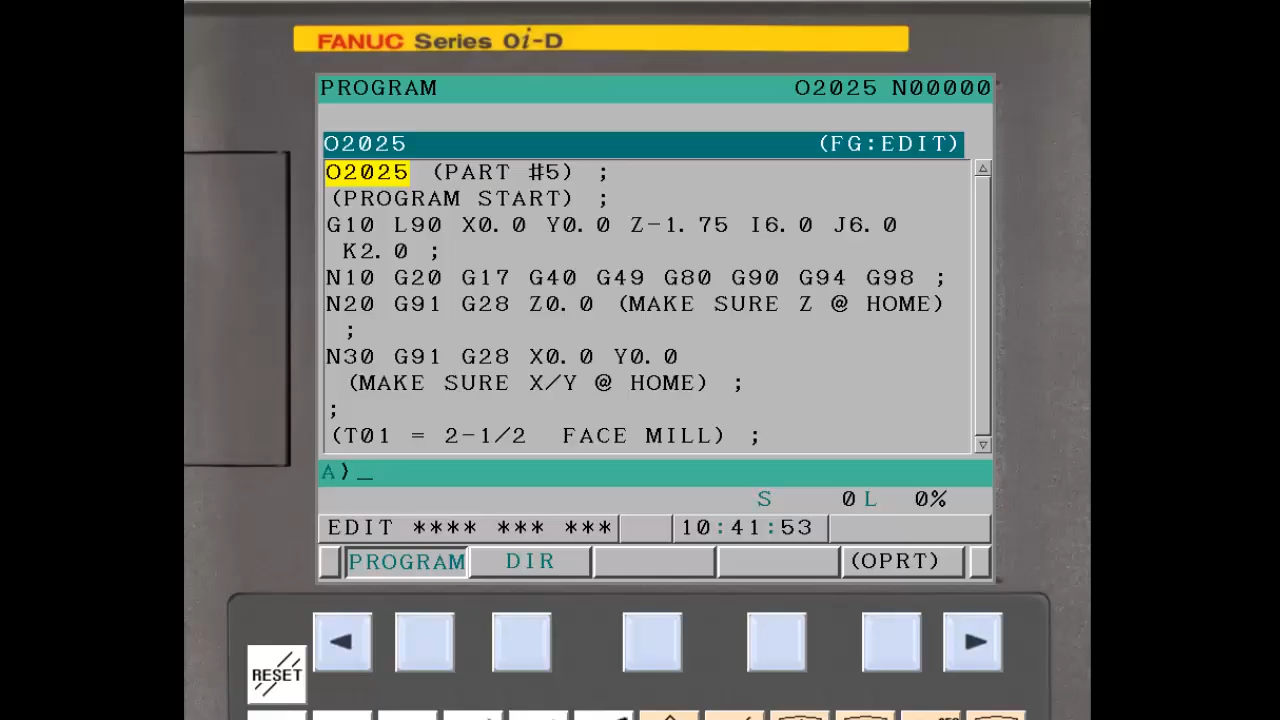 FANUC Series 0i-D
PROGRAM O2025 N00000
O2025 (FG:EDIT)
O2025 (PART #5) ;
(PROGRAM START) ;
G10 L90 X0.0 Y0.0 Z-1.75 I6.0 J6.0
K2.0 ;
N10 G20 G17 G40 G49 G80 G90 G94 G98 ;
N20 G91 G28 Z0.0 (MAKE SURE Z @ HOME)
;
N30 G91 G28 X0.0 Y0.0
(MAKE SURE X/Y @ HOME) ;
;
(T01 = 2-1/2 FACE MILL) ;
A)_
S 0 L 0%
EDIT **** *** *** 10:41:53
PROGRAM DIR (OPRT)
RESET